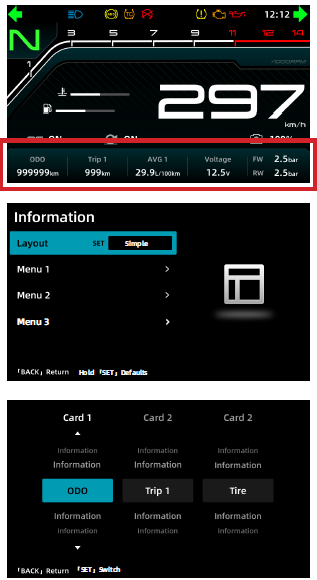 12:12
N
1 3 5 7 9 11 12 14
297
km/h
ON ON 100%
ODO Trip 1 AVG 1 Voltage FW 2.5bar
999999km 999km 29.9L/100km 12.5v RW 2.5bar
Information
Layout SET Simple
Menu 1 >
Menu 2 >
Menu 3 >
「BACK」Return Hold「SET」Defaults
Card 1 Card 2 Card 2
Information Information Information
Information Information Information
ODO Trip 1 Tire
Information Information Information
Information Information Information
「BACK」Return 「SET」Switch